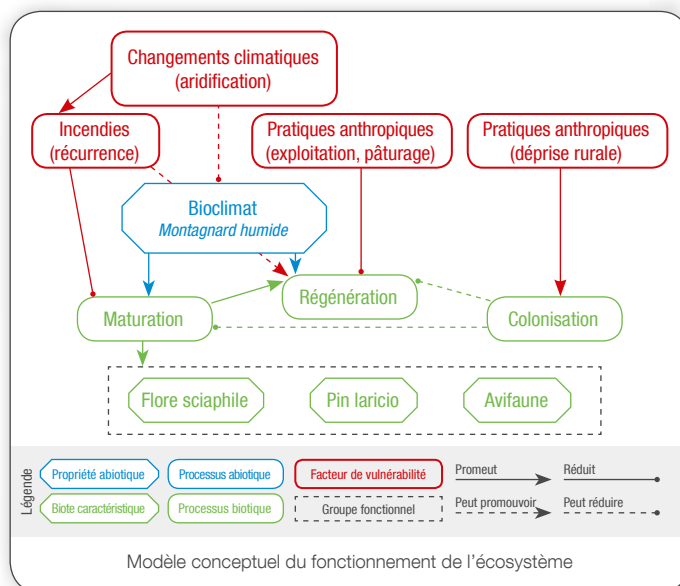 Changements climatiques
(aridification)
Incendies
(récurrence)
Pratiques anthropiques
(exploitation, pâturage)
Pratiques anthropiques
(déprise rurale)
Bioclimat
Montagnard humide
Régénération
Maturation
Colonisation
Flore sciaphile
Pin laricio
Avifaune
Légende
Propriété abiotique
Processus abiotique
Facteur de vulnérabilité
Promeut
Réduit
Biote caractéristique
Processus biotique
Groupe fonctionnel
Peut promouvoir
Peut réduire
Modèle conceptuel du fonctionnement de l'écosystème